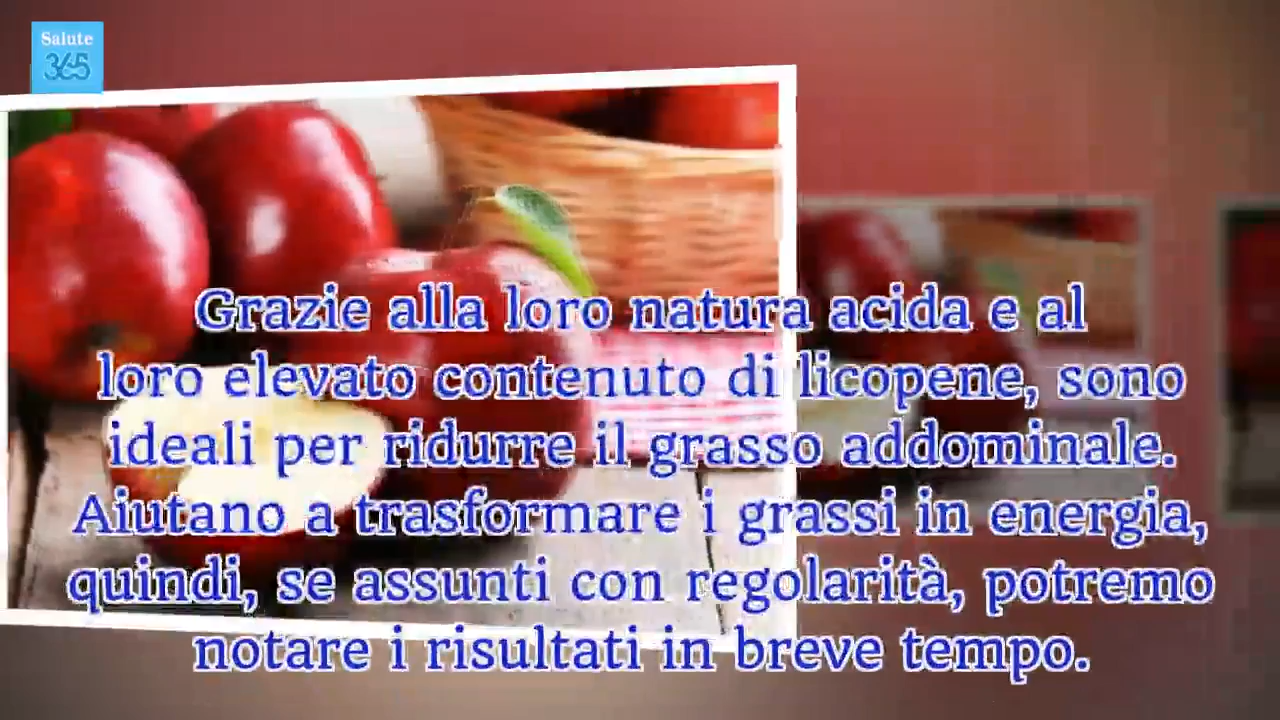 Salute
365
Grazie alla loro natura acida e al
loro elevato contenuto di licopene, sono
ideali per ridurre il grasso addominale.
Aiutano a trasformare i grassi in energia,
quindi, se assunti con regolarità, potremo
notare i risultati in breve tempo.